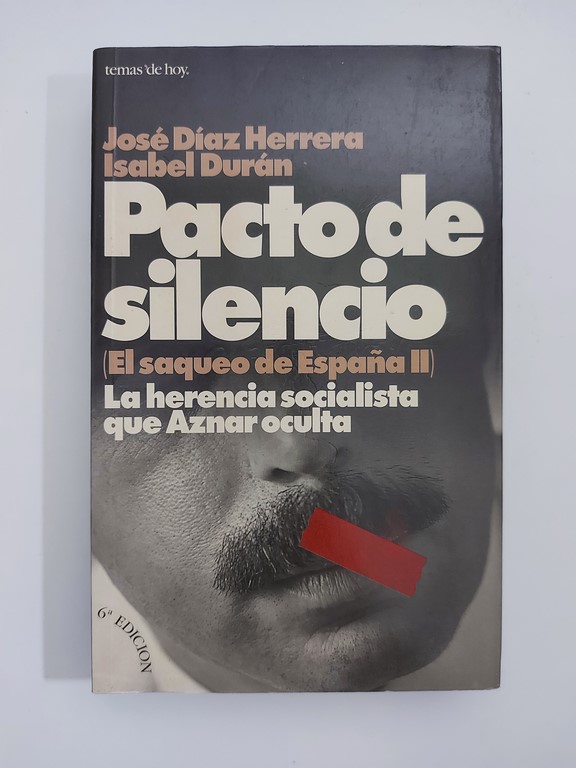 temas 'de hoy.
José Díaz Herrera
Isabel Durán
Pacto de
silencio
(El saqueo de España II)
La herencia socialista
que Aznar oculta
6ª EDICION